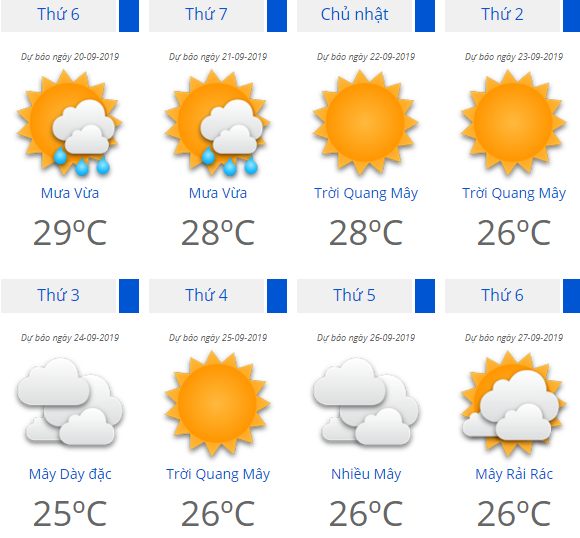 Thứ 6
Thứ 7
Chủ nhật
Thứ 2
Dự báo ngày 20-09-2019
Dự báo ngày 21-09-2019
Dự báo ngày 22-09-2019
Dự báo ngày 23-09-2019
Mưa Vừa
Mưa Vừa
Trời Quang Mây
Trời Quang Mây
29°C
28°C
28°C
26°C
Thứ 3
Thứ 4
Thứ 5
Thứ 6
Dự báo ngày 24-09-2019
Dự báo ngày 25-09-2019
Dự báo ngày 26-09-2019
Dự báo ngày 27-09-2019
Mây Dày đặc
Trời Quang Mây
Nhiều Mây
Mây Rải Rác
25°C
26°C
26°C
26°C